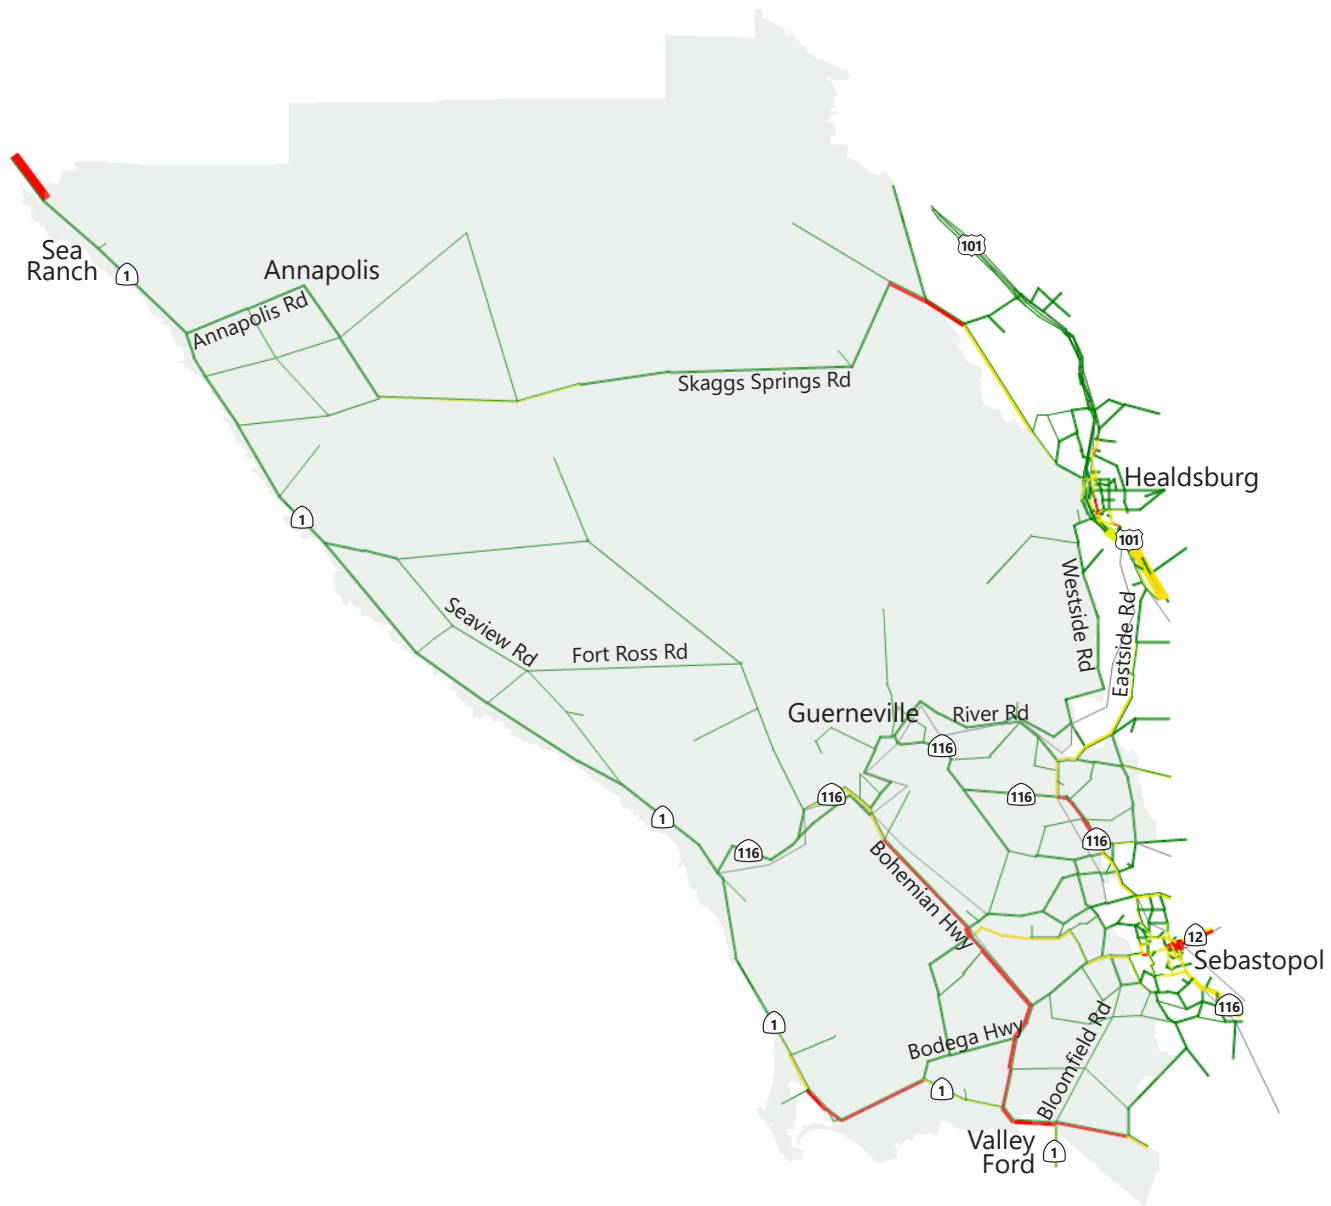 101
Sea
Ranch
1
Annapolis
Annapolis Rd
Skaggs Springs Rd
Healdsburg
1
101
Westside Rd
Eastside Rd
Seaview Rd
Fort Ross Rd
Guerneville
River Rd
116
116
116
1
116
116
Bohemian Hwy
12
Sebastopol
116
1
Bodega Hwy
Bloomfield Rd
1
Valley
Ford
1